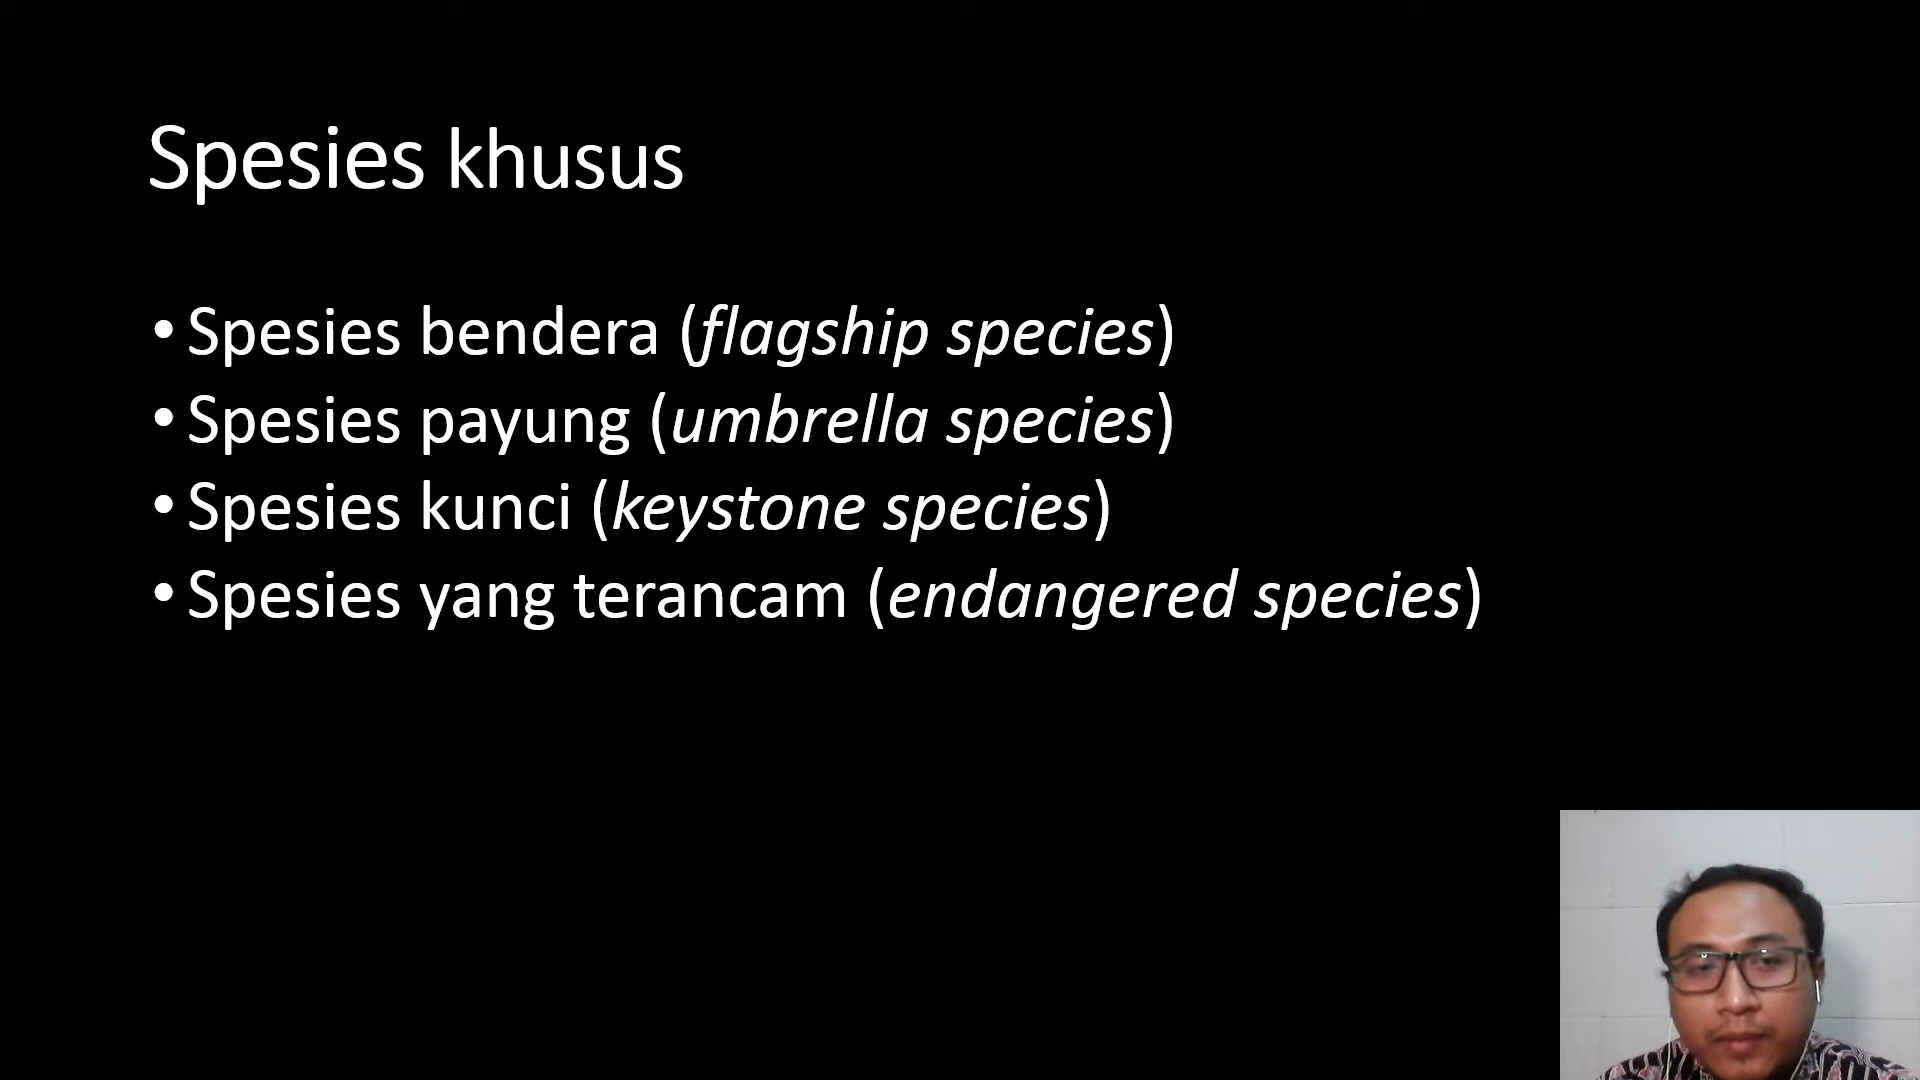 Spesies khusus
• Spesies bendera (flagship species)
• Spesies payung (umbrella species)
• Spesies kunci (keystone species)
• Spesies yang terancam (endangered species)